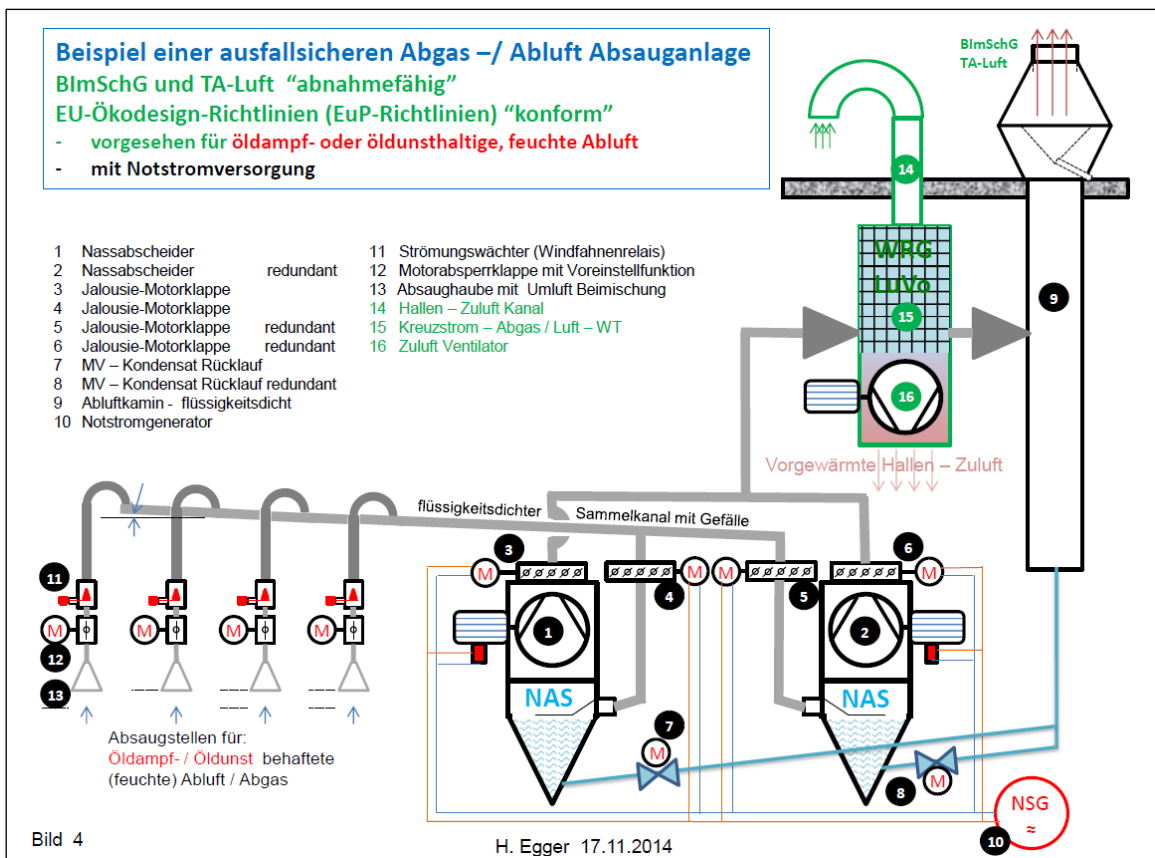 Beispiel einer ausfallsicheren Abgas –/ Abluft Absauganlage
BImSchG und TA-Luft “abnahmefähig”
EU-Ökodesign-Richtlinien (EuP-Richtlinien) “konform”
- vorgesehen für öldampf- oder öldunsthaltige, feuchte Abluft
- mit Notstromversorgung
BImSchG
TA-Luft
1 Nassabscheider
2 Nassabscheider redundant
3 Jalousie-Motorklappe
4 Jalousie-Motorklappe
5 Jalousie-Motorklappe redundant
6 Jalousie-Motorklappe redundant
7 MV – Kondensat Rücklauf
8 MV – Kondensat Rücklauf redundant
9 Abluftkamin - flüssigkeitsdicht
10 Notstromgenerator
11 Strömungswächter (Windfahnenrelais)
12 Motorabsperrklappe mit Voreinstellfunktion
13 Absaughaube mit Umluft Beimischung
14 Hallen – Zuluft Kanal
15 Kreuzstrom – Abgas / Luft – WT
16 Zuluft Ventilator
14
WRG
LuVo
15
9
16
Vorgewärmte Hallen – Zuluft
flüssigkeitsdichter Sammelkanal mit Gefälle
3
6
M
M
M
M
11
4
5
M
M
M
M
1
2
12
13
NAS
NAS
7
M
8
M
Absaugstellen für:
Öldampf- / Öldunst behaftete
(feuchte) Abluft / Abgas
NSG
≈
10
Bild 4
H. Egger 17.11.2014